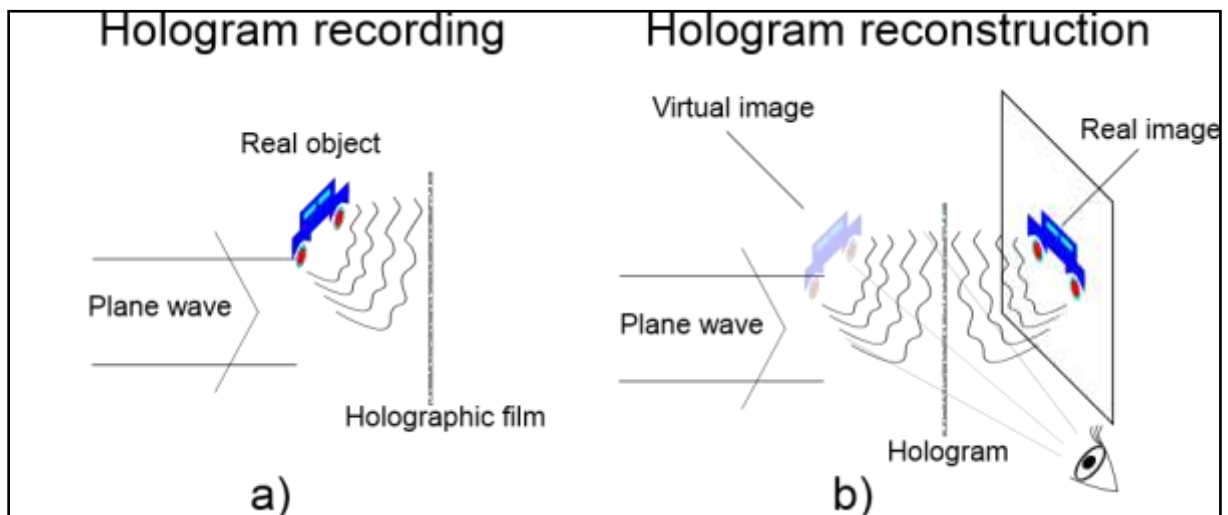 Hologram recording
Real object
Plane wave
Holographic film
a)
Hologram reconstruction
Virtual image
Real image
Plane wave
Hologram
b)